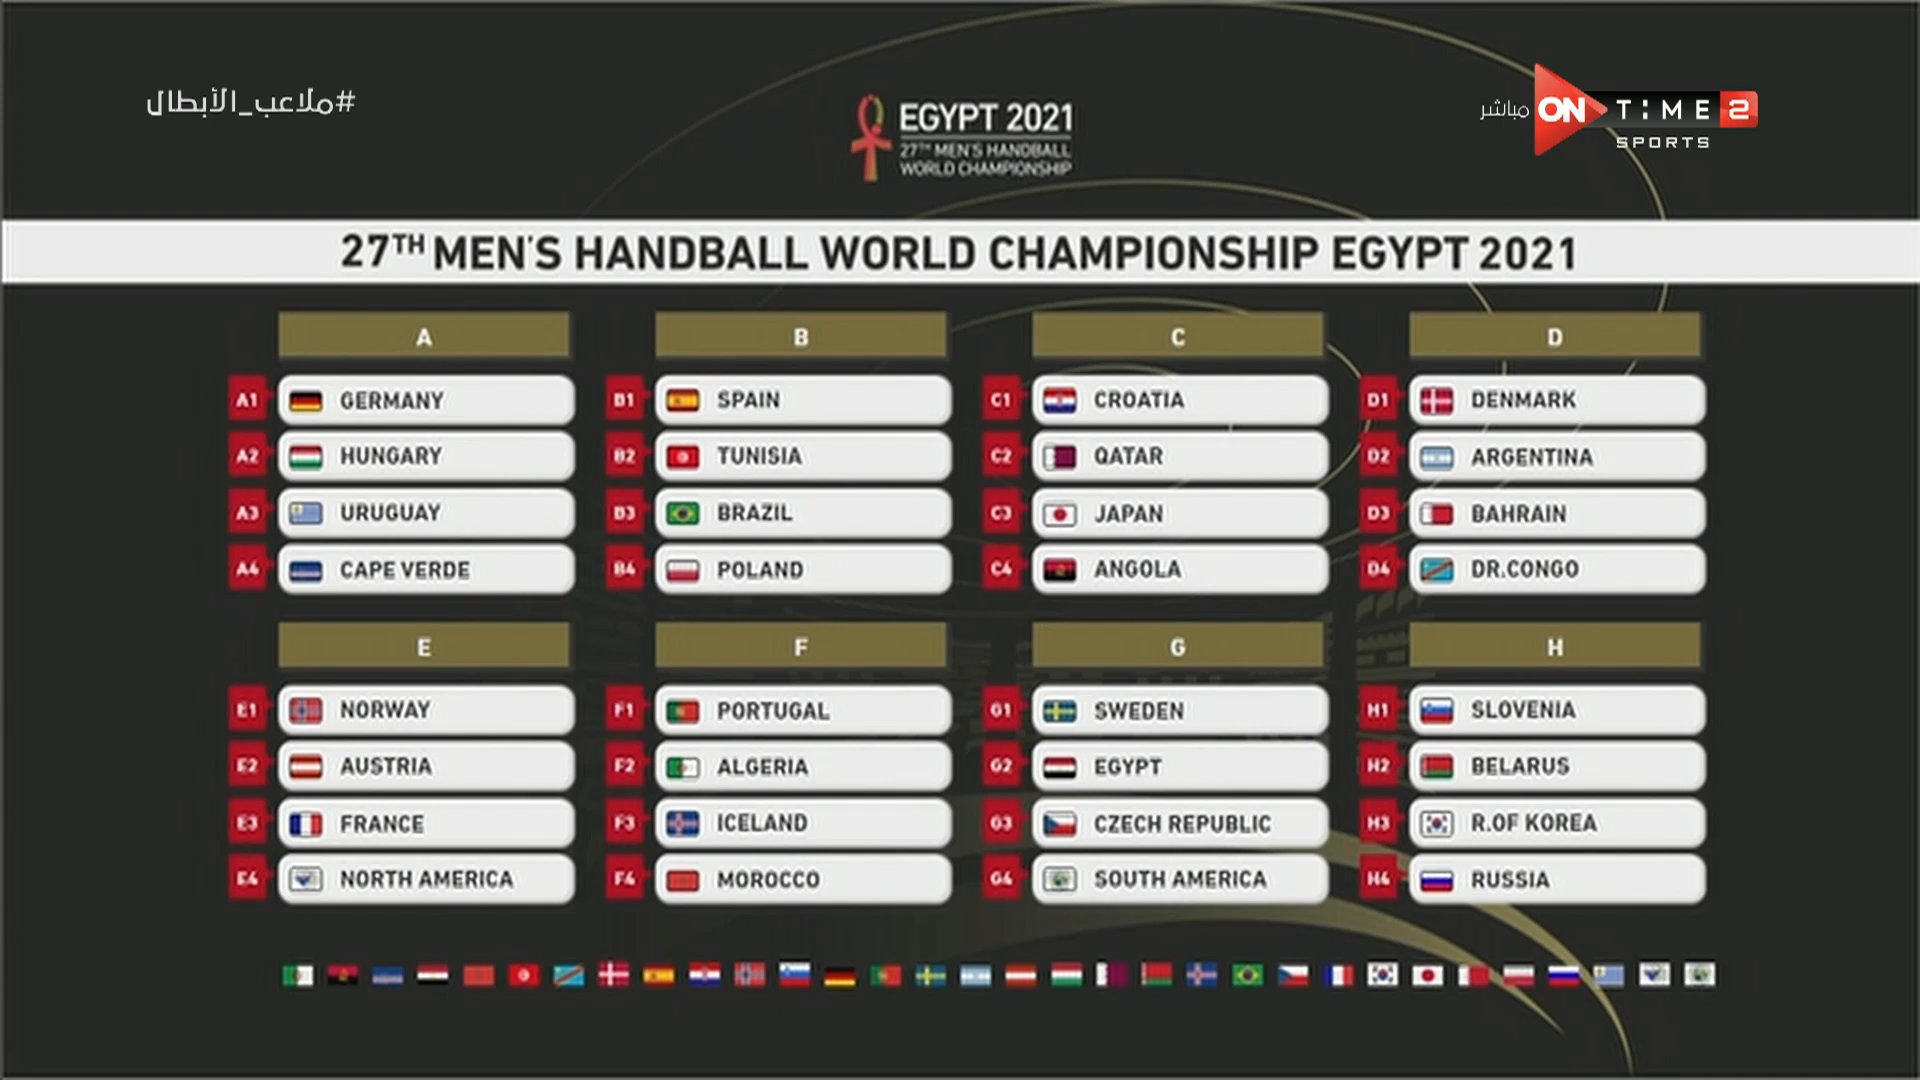 #ملاعب_الأبطال
EGYPT 2021
27TH MEN'S HANDBALL
WORLD CHAMPIONSHIP
مباشر ON TIME 2
SPORTS
27TH MEN'S HANDBALL WORLD CHAMPIONSHIP EGYPT 2021
A
A1 GERMANY
A2 HUNGARY
A3 URUGUAY
A4 CAPE VERDE
B
B1 SPAIN
B2 TUNISIA
B3 BRAZIL
B4 POLAND
C
C1 CROATIA
C2 QATAR
C3 JAPAN
C4 ANGOLA
D
D1 DENMARK
D2 ARGENTINA
D3 BAHRAIN
D4 DR.CONGO
E
E1 NORWAY
E2 AUSTRIA
E3 FRANCE
E4 NORTH AMERICA
F
F1 PORTUGAL
F2 ALGERIA
F3 ICELAND
F4 MOROCCO
G
G1 SWEDEN
G2 EGYPT
G3 CZECH REPUBLIC
G4 SOUTH AMERICA
H
H1 SLOVENIA
H2 BELARUS
H3 R.OF KOREA
H4 RUSSIA